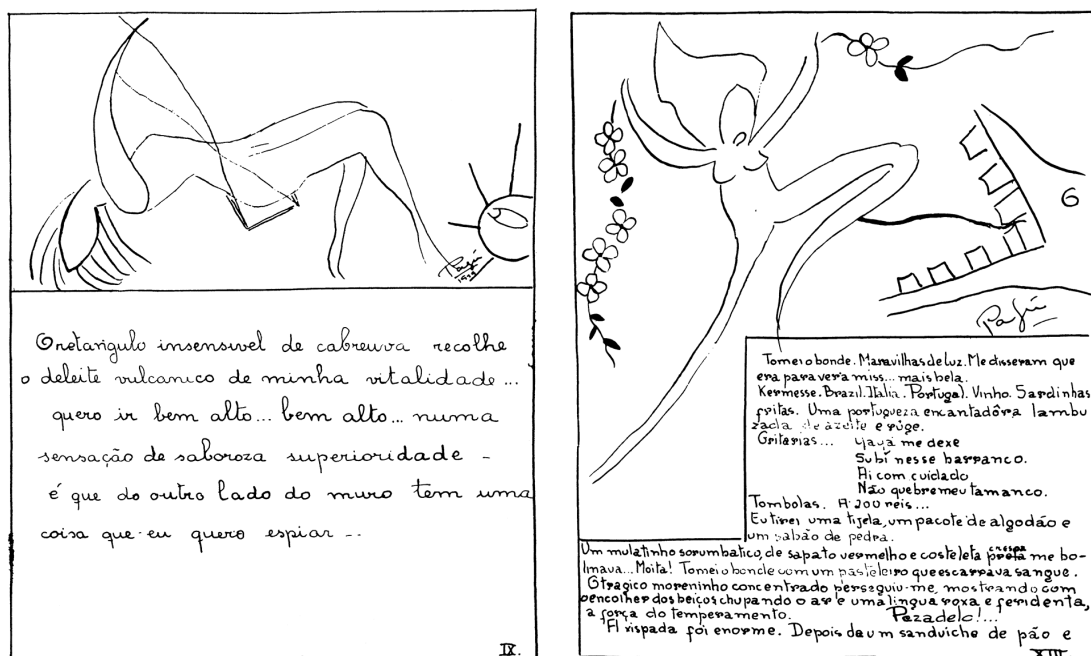 Pagú
1929
O retangulo insensivel de cabreuva recolhe
o deleite vulcanico de minha vitalidade...
quero ir bem alto... bem alto... numa
sensação de saboroza superioridade -
é que do outro lado do muro tem uma
coisa que eu quero espiar ...
IX.
6
Pagú
Tomei o bonde. Maravilhas de luz. Me disseram que
era para ver a miss... mais bela.
Kermesse. Brazil. Italia. Portugal. Vinho. Sardinhas
fritas. Uma portugueza encantadôra lambu
zada de azeite e rúge.
Gritarias... Yayá me dexe
Subí nesse barranco.
Ai com cuidado
Não quebre meu tamanco.
Tombolas. A 200 reis...
Eu tirei uma tijela, um pacote de algodão e
um sabão de pedra.
Um mulatinho sorumbatico, de sapato vermelho e costeleta crespa me bo-
linava... Moita! Tomei o bonde com um pasteleiro que escarrava sangue.
O tragico moreninho concentrado perseguiu-me, mostrando com
o encolher dos beiços chupando o ar e uma lingua roxa e feridenta,
a força do temperamento. Pezadelo!...
A rispada foi enorme. Depois de um sanduiche de pão e
XIII